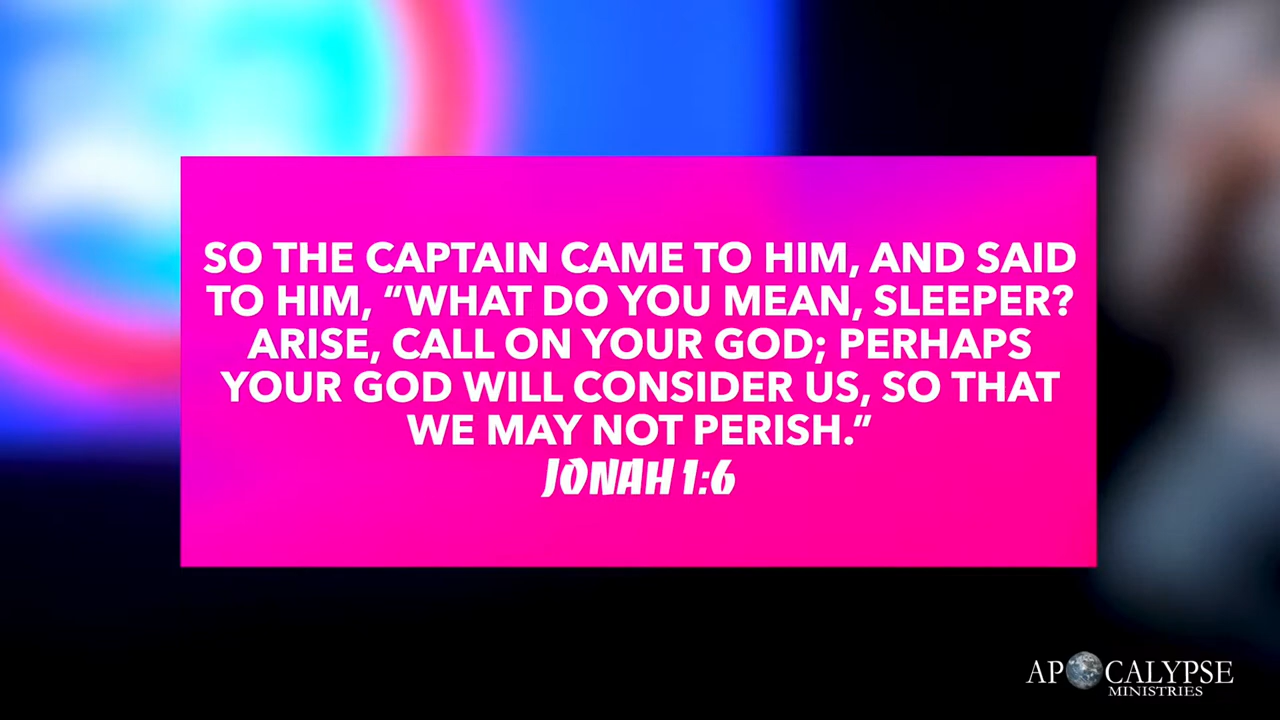 SO THE CAPTAIN CAME TO HIM, AND SAID
TO HIM, “WHAT DO YOU MEAN, SLEEPER?
ARISE, CALL ON YOUR GOD; PERHAPS
YOUR GOD WILL CONSIDER US, SO THAT
WE MAY NOT PERISH.”
JONAH 1:6
APOCALYPSE
MINISTRIES